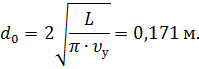 d₀ = 2√(L / (π · υᵧ)) = 0,171 м.